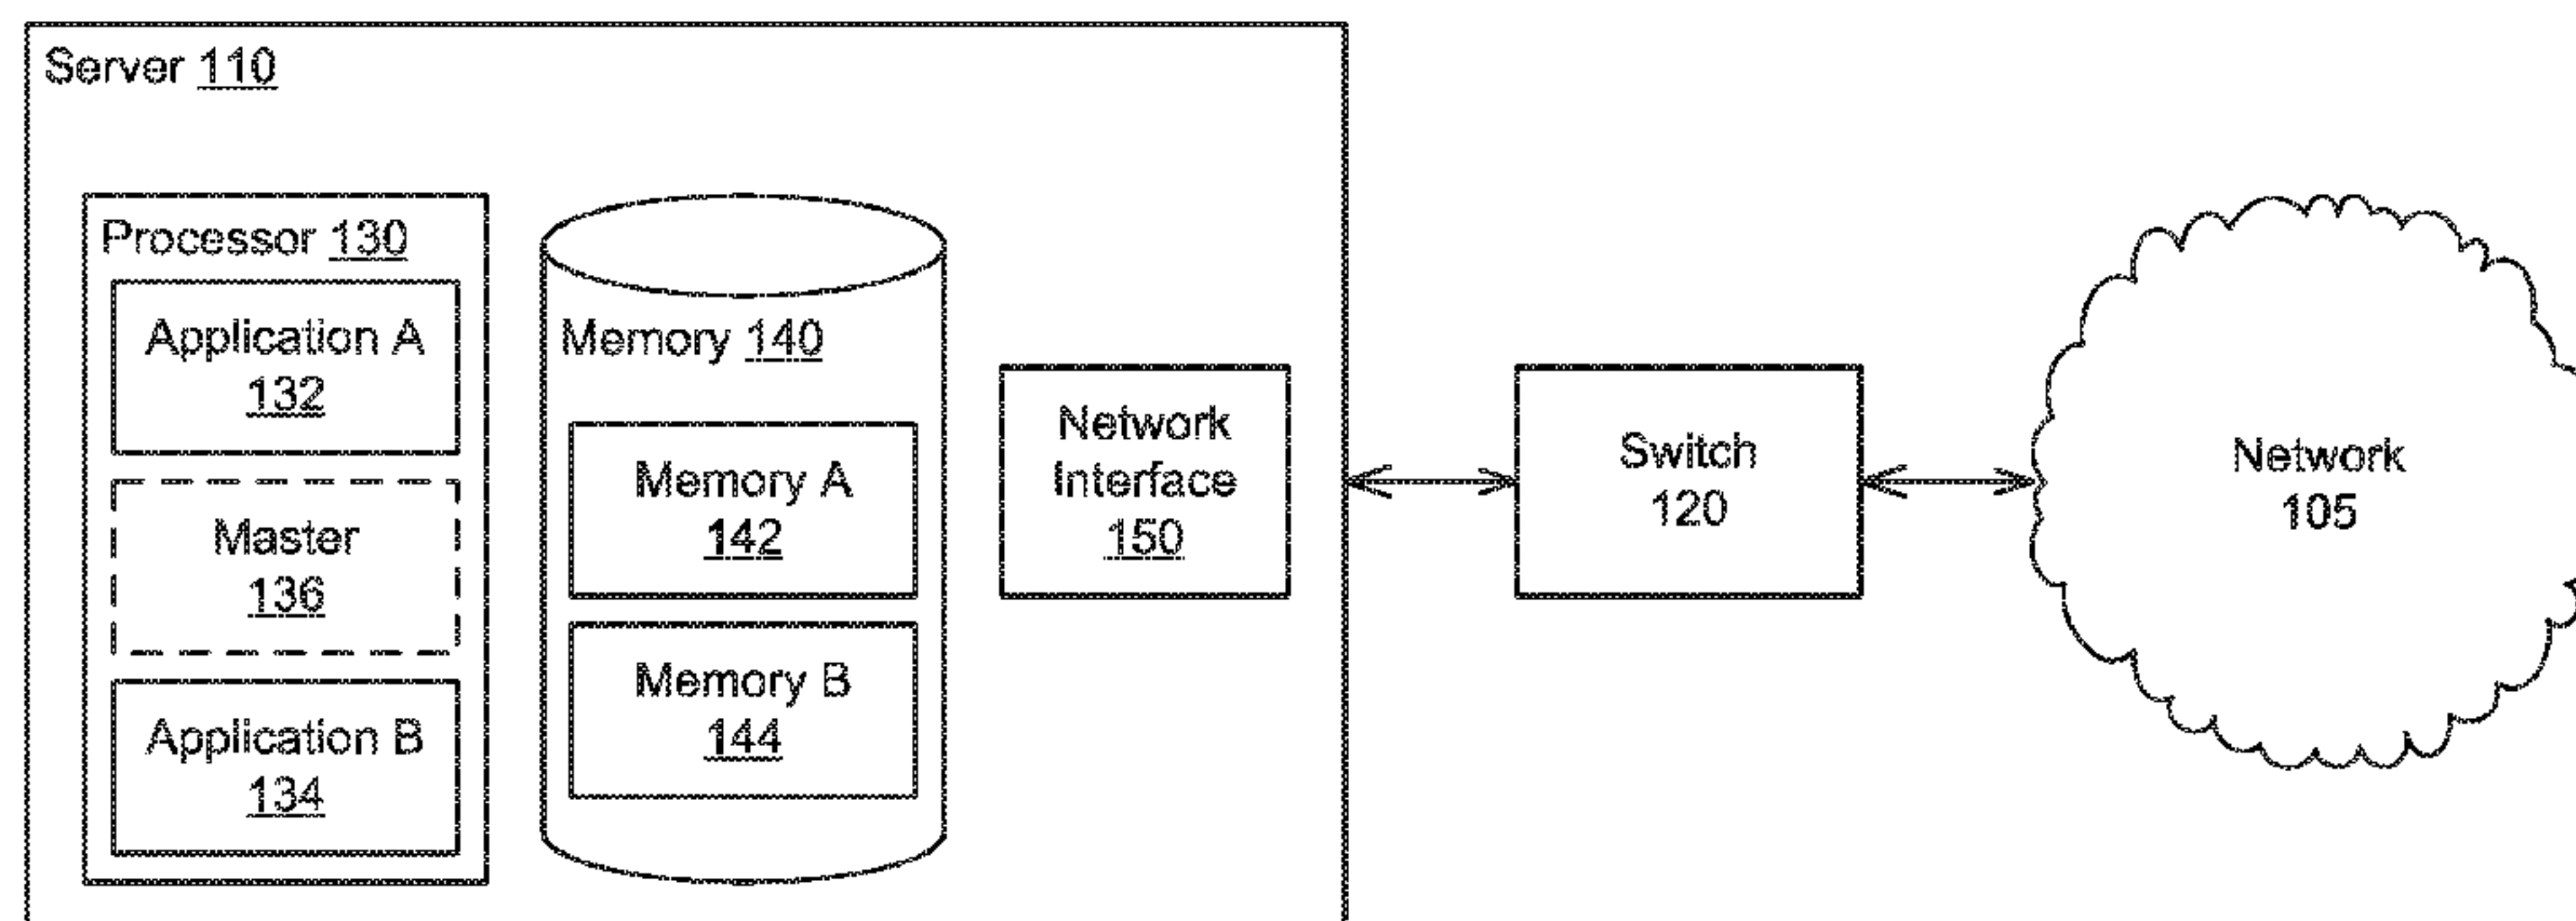 Server 110
Processor 130
Application A
132
Master
136
Application B
134
Memory 140
Memory A
142
Memory B
144
Network
Interface
150
Switch
120
Network
105